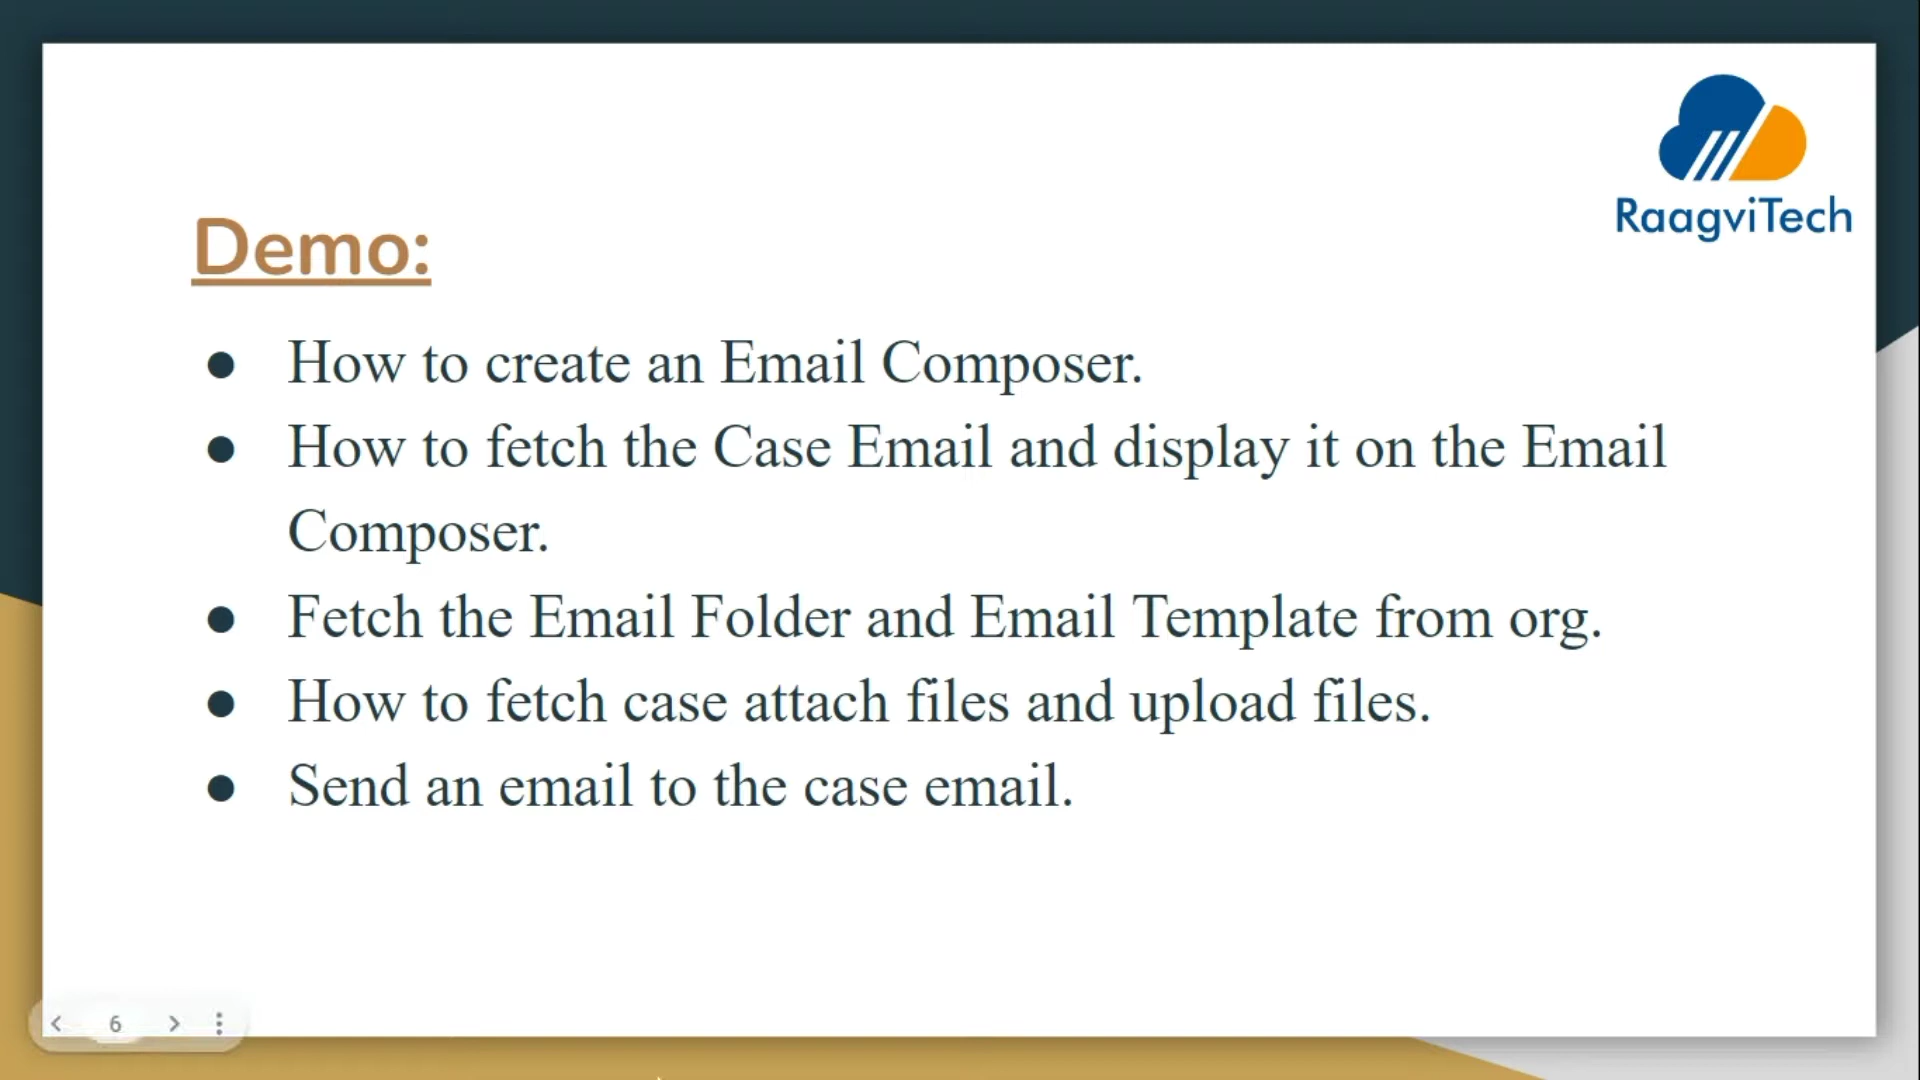 RaagviTech
Demo:
● How to create an Email Composer.
● How to fetch the Case Email and display it on the Email
Composer.
● Fetch the Email Folder and Email Template from org.
● How to fetch case attach files and upload files.
● Send an email to the case email.
6